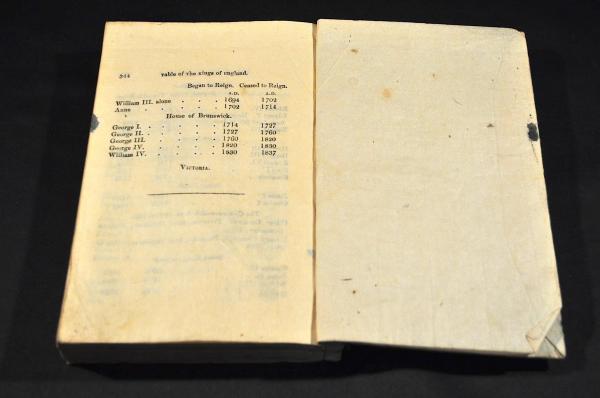 344 Table of the Kings of England.
Began to Reign. Ceased to Reign.
A.D. A.D.
William III. alone . . . 1694 1702
Anne . . . . . 1702 1714
House of Brunswick.
George I. . . . . . 1714 1727
George II. . . . . . 1727 1760
George III. . . . . 1760 1820
George IV. . . . . 1820 1830
William IV. . . . . 1830 1837
Victoria.